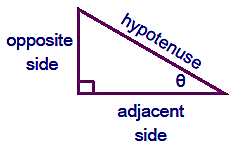 hypotenuse
opposite
side
θ
adjacent
side